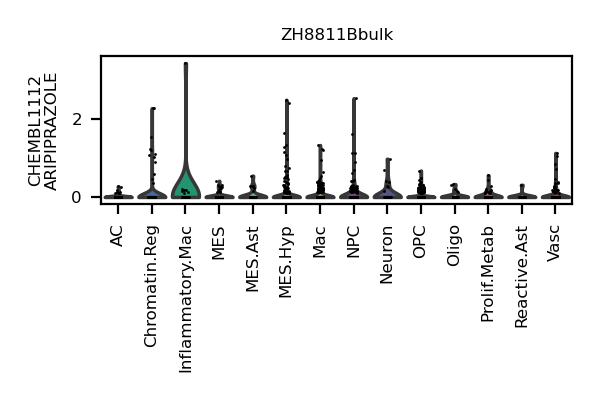 ZH8811Bbulk
CHEMBL1112
ARIPIPRAZOLE
2
0
AC
Chromatin.Reg
Inflammatory.Mac
MES
MES.Ast
MES.Hyp
Mac
NPC
Neuron
OPC
Oligo
Prolif.Metab
Reactive.Ast
Vasc